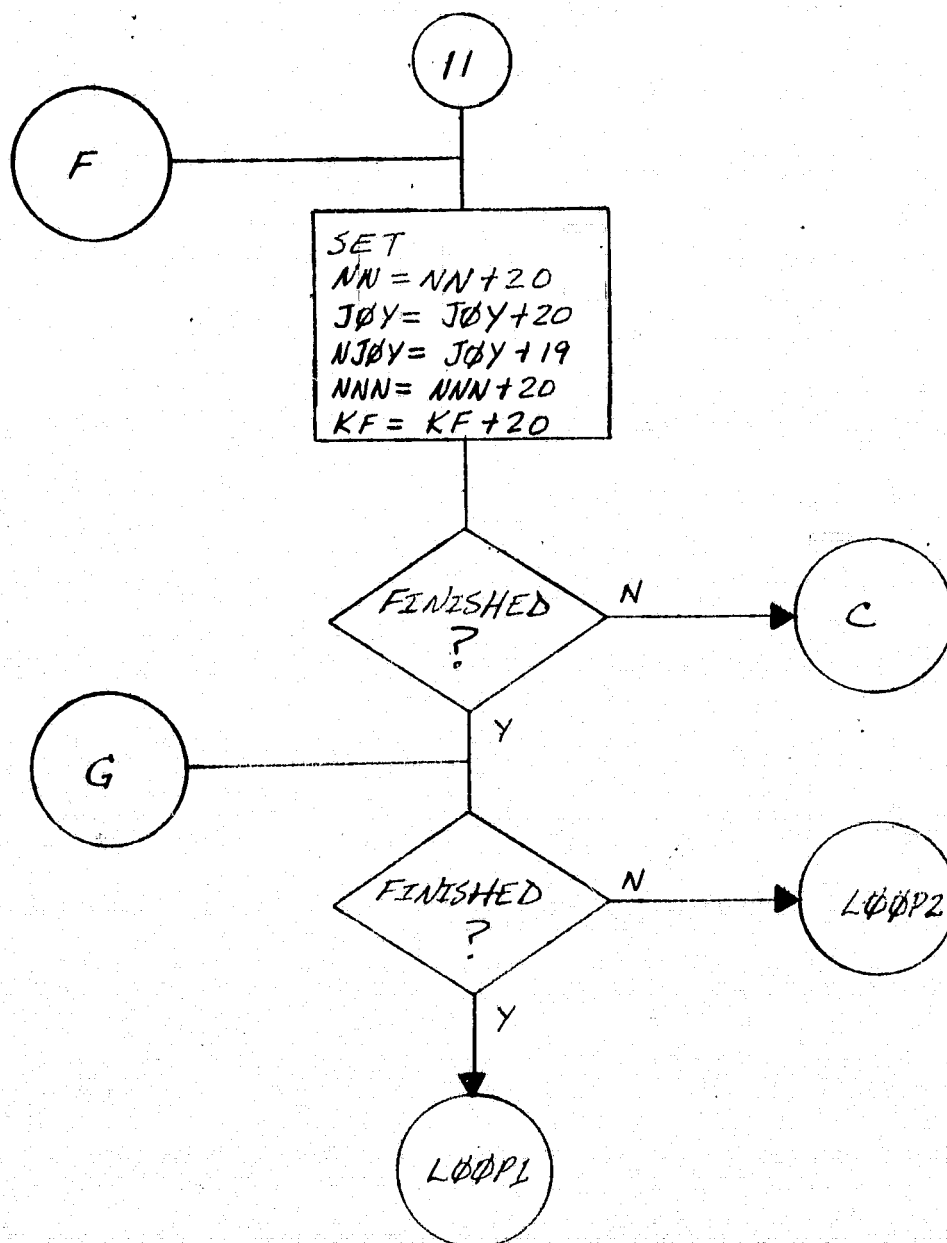 11
F
SET
NN = NN + 20
JØY = JØY + 20
NJØY = JØY + 19
NNN = NNN + 20
KF = KF + 20
FINISHED
?
N
C
Y
G
FINISHED
?
N
LØØP2
Y
LØØP1